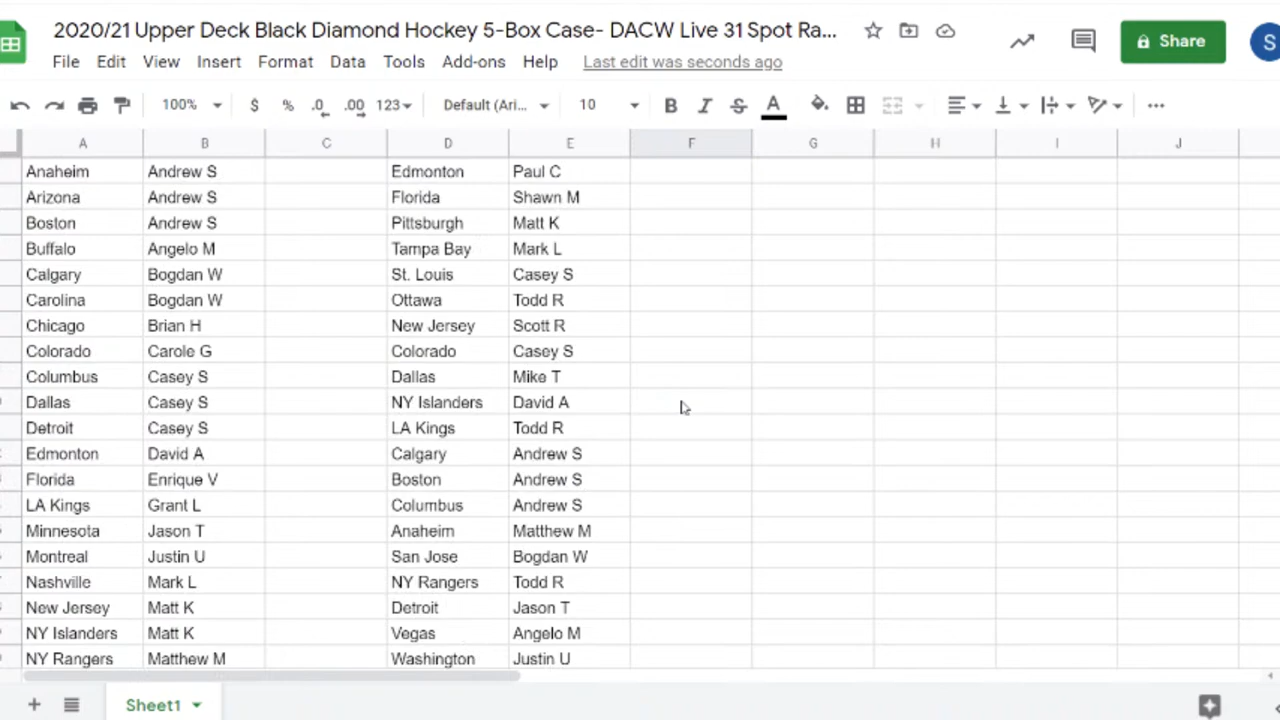 2020/21 Upper Deck Black Diamond Hockey 5-Box Case- DACW Live 31 Spot Ra...
Share
S
File Edit View Insert Format Data Tools Add-ons Help Last edit was seconds ago
100% $ % .0 .00 123 Default (Ari... 10 B I S A
A B C D E F G H I J
Anaheim Andrew S Edmonton Paul C
Arizona Andrew S Florida Shawn M
Boston Andrew S Pittsburgh Matt K
Buffalo Angelo M Tampa Bay Mark L
Calgary Bogdan W St. Louis Casey S
Carolina Bogdan W Ottawa Todd R
Chicago Brian H New Jersey Scott R
Colorado Carole G Colorado Casey S
Columbus Casey S Dallas Mike T
Dallas Casey S NY Islanders David A
Detroit Casey S LA Kings Todd R
Edmonton David A Calgary Andrew S
Florida Enrique V Boston Andrew S
LA Kings Grant L Columbus Andrew S
Minnesota Jason T Anaheim Matthew M
Montreal Justin U San Jose Bogdan W
Nashville Mark L NY Rangers Todd R
New Jersey Matt K Detroit Jason T
NY Islanders Matt K Vegas Angelo M
NY Rangers Matthew M Washington Justin U
Sheet1